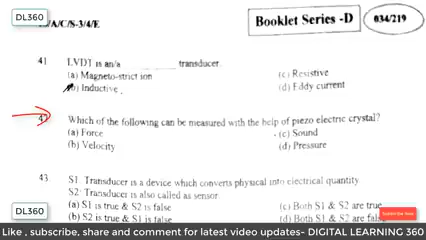 DL360
/A/C/S-3/4/E
Booklet Series -D
034/219
41 LVDT is an/a __________ transducer.
(a) Magneto-strict ion (c) Resistive
(b) Inductive (d) Eddy current
42 Which of the following can be measured with the help of piezo electric crystal?
(a) Force (c) Sound
(b) Velocity (d) Pressure
43 S1 Transducer is a device which converts physical into electrical quantity
S2: Transducer is also called as sensor
(a) S1 is true & S2 is false (c) Both S1 & S2 are true
(b) S2 is true & S1 is false (d) Both S1 & S2 are false
DL360
SUBSCRIBE NOW
Like . subscribe, share and comment for latest video updates- DIGITAL LEARNING 360